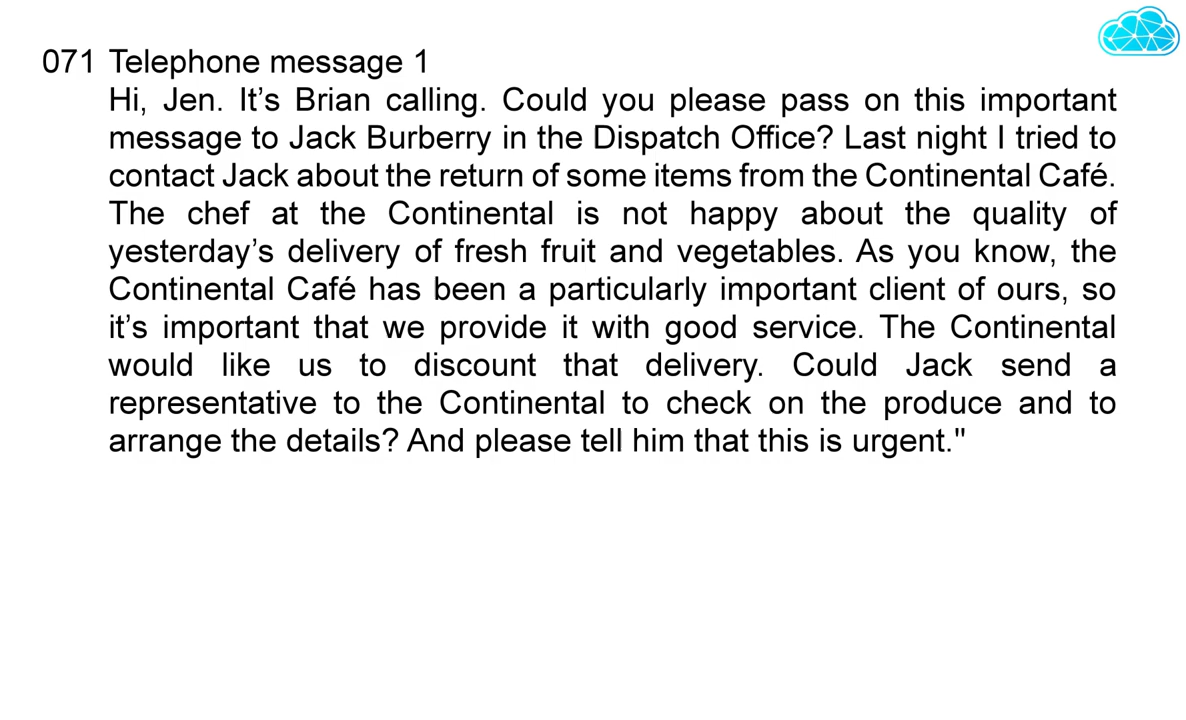 071 Telephone message 1
Hi, Jen. It’s Brian calling. Could you please pass on this important
message to Jack Burberry in the Dispatch Office? Last night I tried to
contact Jack about the return of some items from the Continental Café.
The chef at the Continental is not happy about the quality of
yesterday’s delivery of fresh fruit and vegetables. As you know, the
Continental Café has been a particularly important client of ours, so
it’s important that we provide it with good service. The Continental
would like us to discount that delivery. Could Jack send a
representative to the Continental to check on the produce and to
arrange the details? And please tell him that this is urgent."